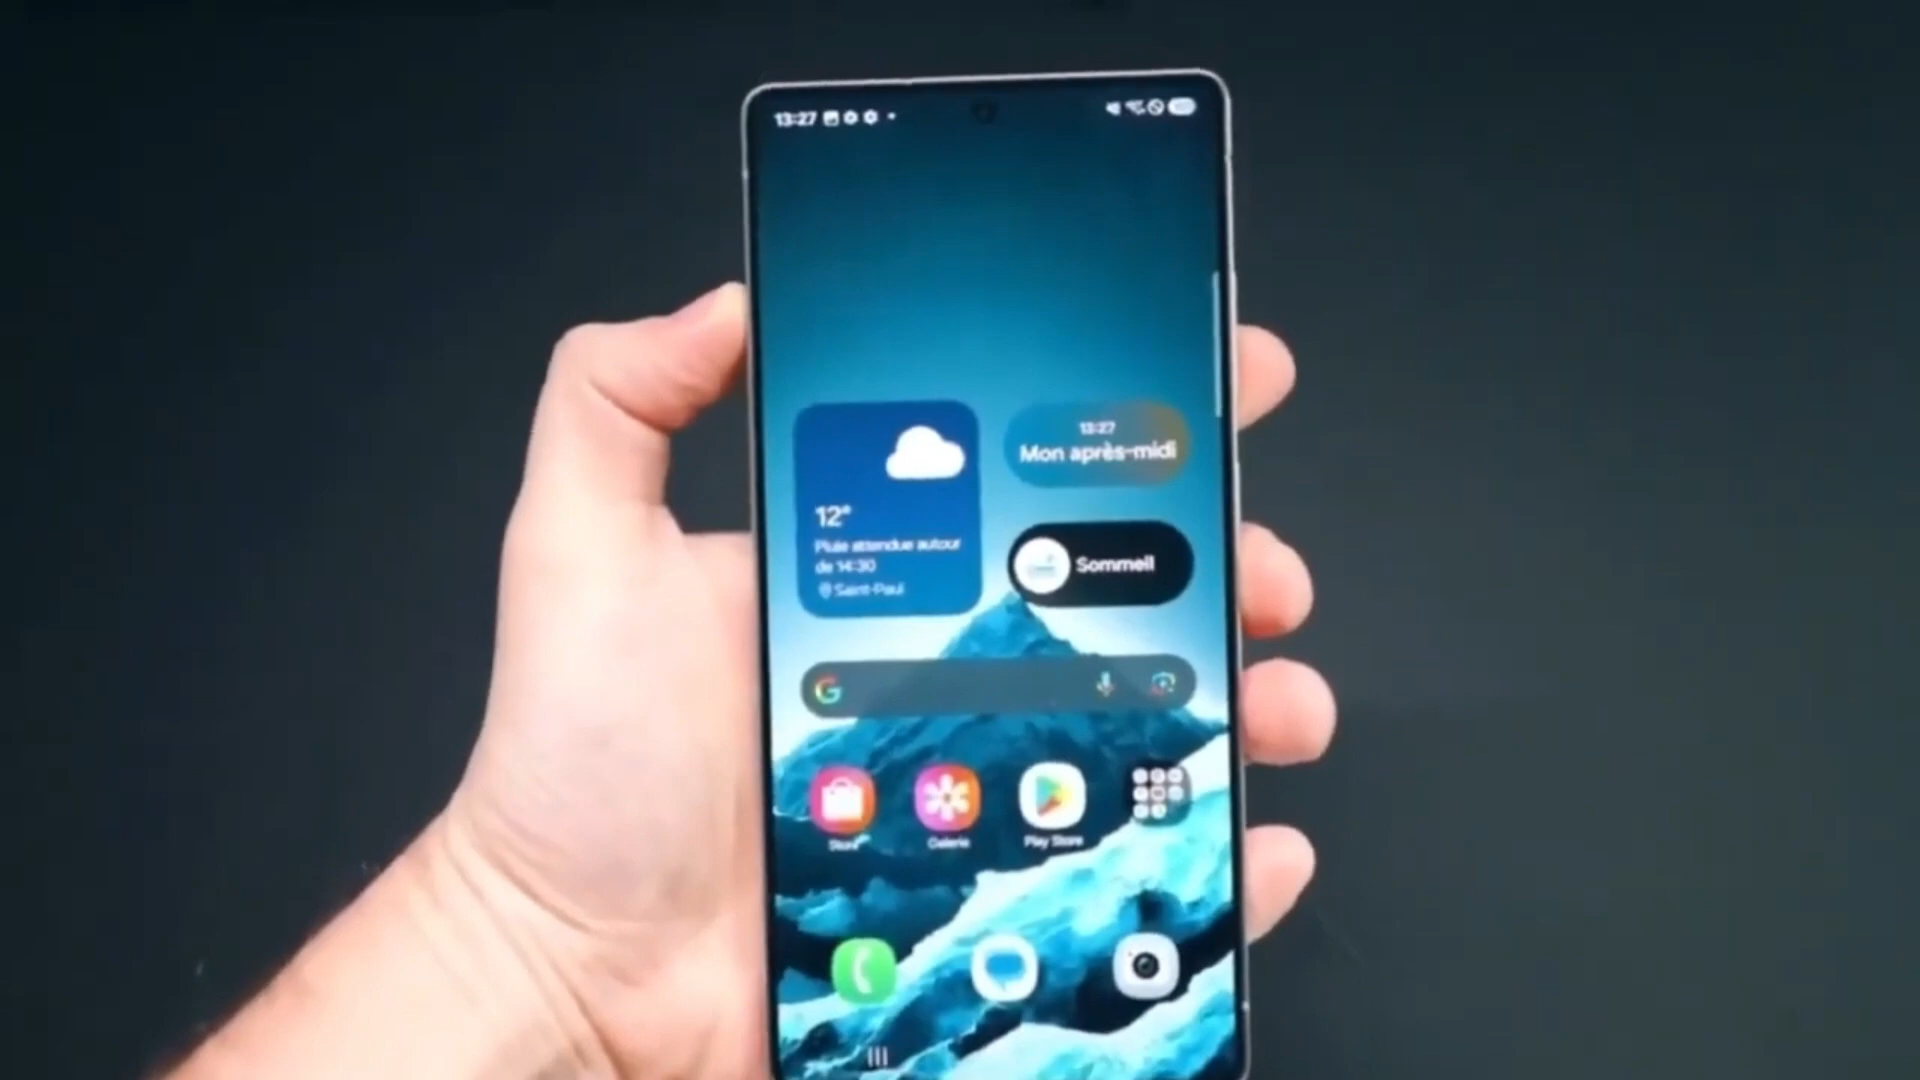 13:27
13:27
Mon après-midi
12°
Pluie attendue autour
de 14:30
Saint-Paul
Sommeil
G
Store
Galerie
Play Store